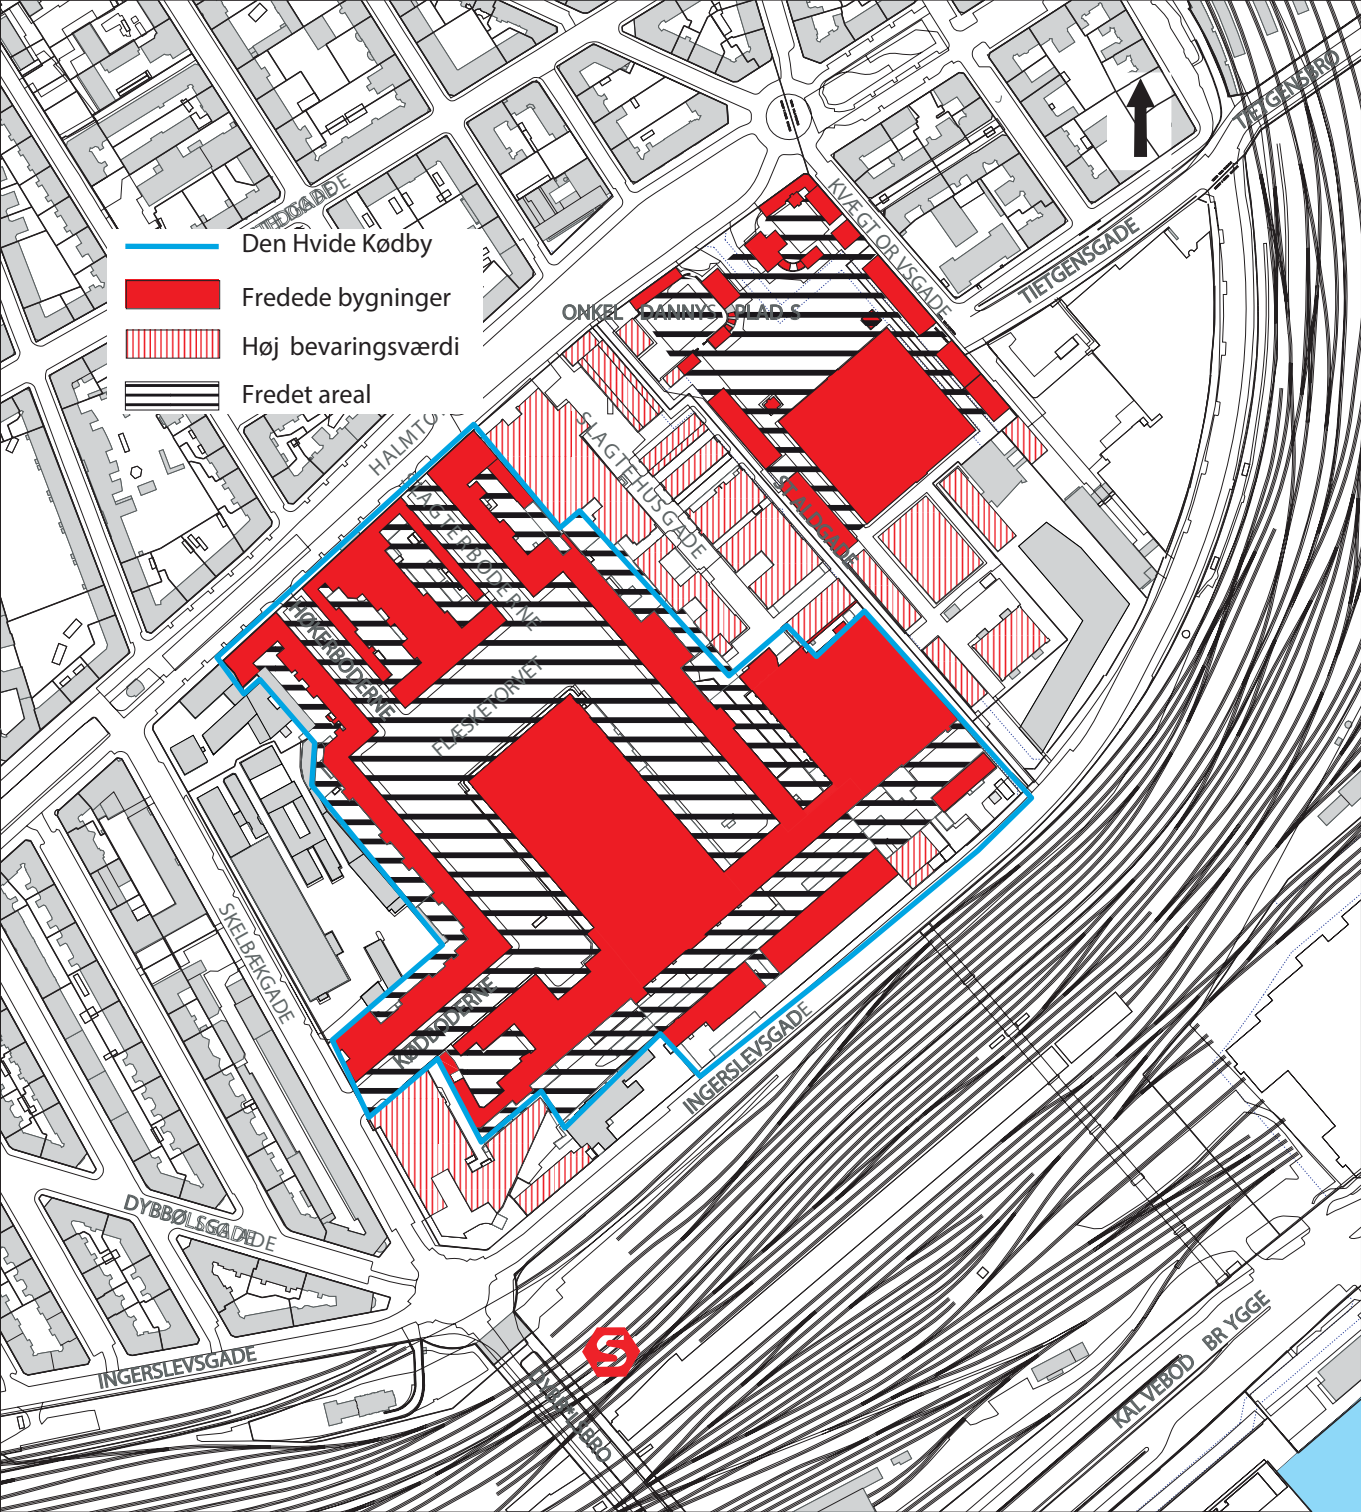 TIETGENSBRO
KVÆGTORVSGADE
TIETGENSGADE
Den Hvide Kødby
Fredede bygninger
Høj bevaringsværdi
Fredet areal
ONKEL DANNYS PLADS
SLAGTEHUSGADE
STALDGADE
SLAGTERBODERNE
HØKERBODERNE
FLÆSKETORVET
SKELBÆKGADE
KØDBODERNE
INGERSLEVSGADE
DYBBØLSGADE
INGERSLEVSGADE
S
DYBBØLSBRO
KALVEBOD BRYGGE